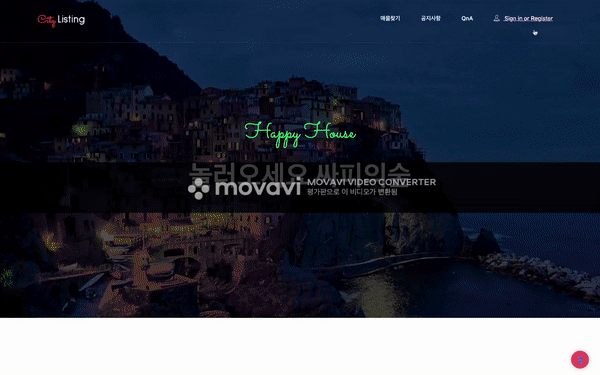 City Listing
매물찾기
공지사항
QnA
Sign in or Register
Happy House
놀러오세요 싸피의숲
movavi
MOVAVI VIDEO CONVERTER
평가판으로 이 비디오가 변환됨